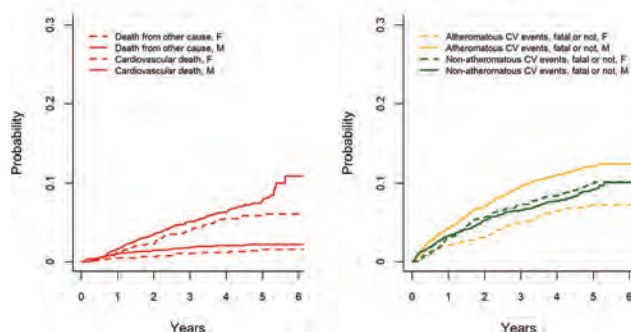 0.3
0.2
0.1
0
Probability
Death from other cause, F
Death from other cause, M
Cardiovascular death, F
Cardiovascular death, M
0 1 2 3 4 5 6
Years
0.3
0.2
0.1
0
Probability
Atheromatous CV events, fatal or not, F
Atheromatous CV events, fatal or not, M
Non-atheromatous CV events, fatal or not, F
Non-atheromatous CV events, fatal or not, M
0 1 2 3 4 5 6
Years